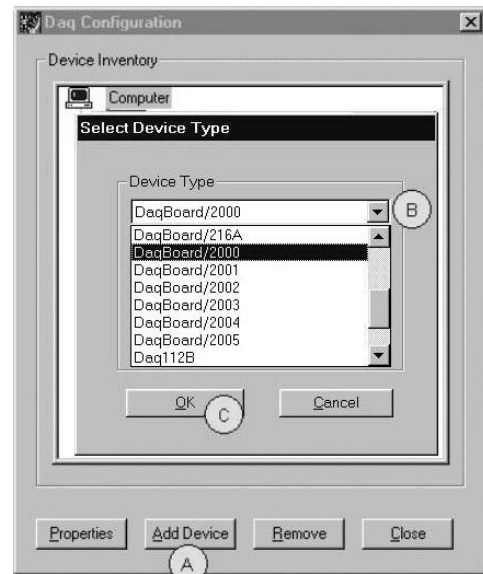 Daq Configuration
Device Inventory
Computer
Select Device Type
Device Type
DaqBoard/2000
B
DaqBoard/216A
DaqBoard/2000
DaqBoard/2001
DaqBoard/2002
DaqBoard/2003
DaqBoard/2004
DaqBoard/2005
Daq112B
OK
C
Cancel
Properties
Add Device
Remove
Close
A